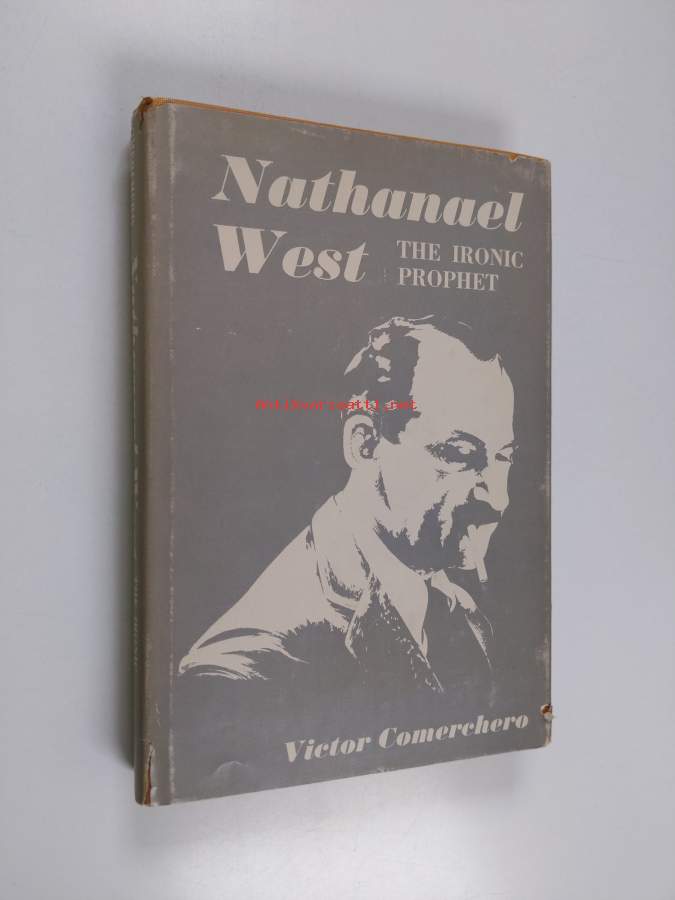 Nathanael
West
THE IRONIC
PROPHET
Antikvariaatti.net
Victor Comerchero